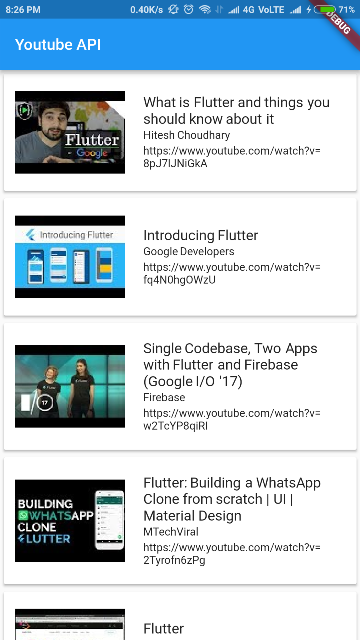 8:26 PM 0.40K/s 4G VoLTE 71%
DEBUG
Youtube API
What is Flutter and things you
should know about it
Hitesh Choudhary
https://www.youtube.com/watch?v=
8pJ7lJNiGkA
Flutter
Google
Introducing Flutter
Introducing Flutter
Google Developers
https://www.youtube.com/watch?v=
fq4N0hgOWzU
Single Codebase, Two Apps
with Flutter and Firebase
(Google I/O '17)
Firebase
https://www.youtube.com/watch?v=
w2TcYP8qiRI
I/O 17
Flutter: Building a WhatsApp
Clone from scratch | UI |
Material Design
MTechViral
https://www.youtube.com/watch?v=
2Tyrofn6zPg
BUILDING
WHATSAPP
CLONE
FLUTTER
Flutter